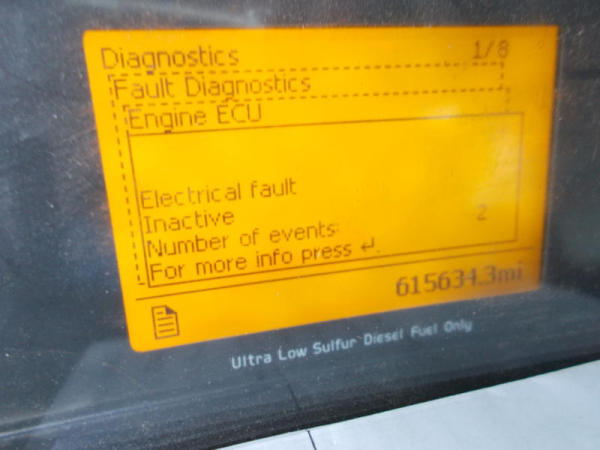 Diagnostics 1/8
Fault Diagnostics
Engine ECU
Electrical fault
Inactive
Number of events: 2
For more info press ↵.
615634.3mi
Ultra Low Sulfur Diesel Fuel Only